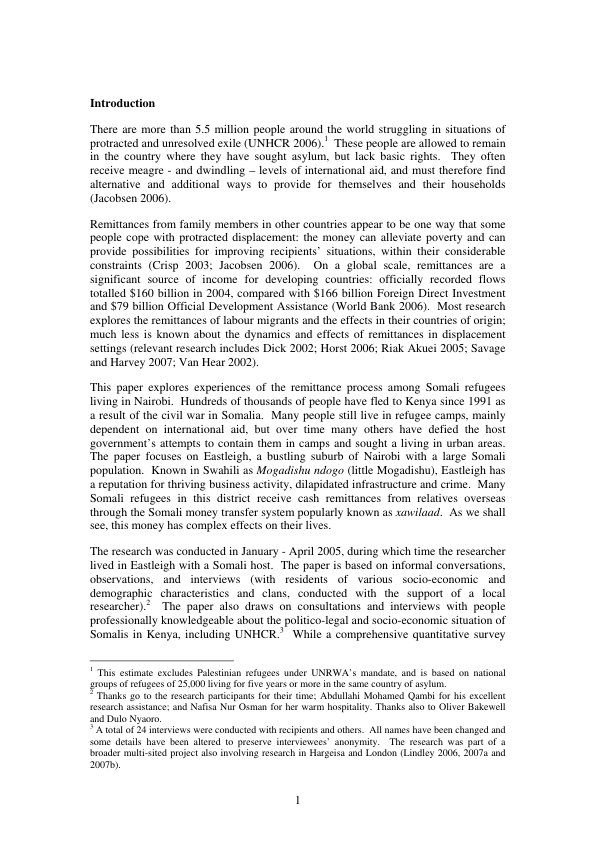 Introduction
There are more than 5.5 million people around the world struggling in situations of
protracted and unresolved exile (UNHCR 2006).1 These people are allowed to remain
in the country where they have sought asylum, but lack basic rights. They often
receive meagre - and dwindling – levels of international aid, and must therefore find
alternative and additional ways to provide for themselves and their households
(Jacobsen 2006).
Remittances from family members in other countries appear to be one way that some
people cope with protracted displacement: the money can alleviate poverty and can
provide possibilities for improving recipients' situations, within their considerable
constraints (Crisp 2003; Jacobsen 2006). On a global scale, remittances are a
significant source of income for developing countries: officially recorded flows
totalled $160 billion in 2004, compared with $166 billion Foreign Direct Investment
and $79 billion Official Development Assistance (World Bank 2006). Most research
explores the remittances of labour migrants and the effects in their countries of origin;
much less is known about the dynamics and effects of remittances in displacement
settings (relevant research includes Dick 2002; Horst 2006; Riak Akuei 2005; Savage
and Harvey 2007; Van Hear 2002).
This paper explores experiences of the remittance process among Somali refugees
living in Nairobi. Hundreds of thousands of people have fled to Kenya since 1991 as
a result of the civil war in Somalia. Many people still live in refugee camps, mainly
dependent on international aid, but over time many others have defied the host
government's attempts to contain them in camps and sought a living in urban areas.
The paper focuses on Eastleigh, a bustling suburb of Nairobi with a large Somali
population. Known in Swahili as Mogadishu ndogo (little Mogadishu), Eastleigh has
a reputation for thriving business activity, dilapidated infrastructure and crime. Many
Somali refugees in this district receive cash remittances from relatives overseas
through the Somali money transfer system popularly known as xawilaad. As we shall
see, this money has complex effects on their lives.
The research was conducted in January - April 2005, during which time the researcher
lived in Eastleigh with a Somali host. The paper is based on informal conversations,
observations, and interviews (with residents of various socio-economic and
demographic characteristics and clans, conducted with the support of a local
researcher).2 The paper also draws on consultations and interviews with people
professionally knowledgeable about the politico-legal and socio-economic situation of
Somalis in Kenya, including UNHCR.3 While a comprehensive quantitative survey
1 This estimate excludes Palestinian refugees under UNRWA's mandate, and is based on national
groups of refugees of 25,000 living for five years or more in the same country of asylum.
2 Thanks go to the research participants for their time; Abdullahi Mohamed Qambi for his excellent
research assistance; and Nafisa Nur Osman for her warm hospitality. Thanks also to Oliver Bakewell
and Dulo Nyaoro.
3 A total of 24 interviews were conducted with recipients and others. All names have been changed and
some details have been altered to preserve interviewees' anonymity. The research was part of a
broader multi-sited project also involving research in Hargeisa and London (Lindley 2006, 2007a and
2007b).
1